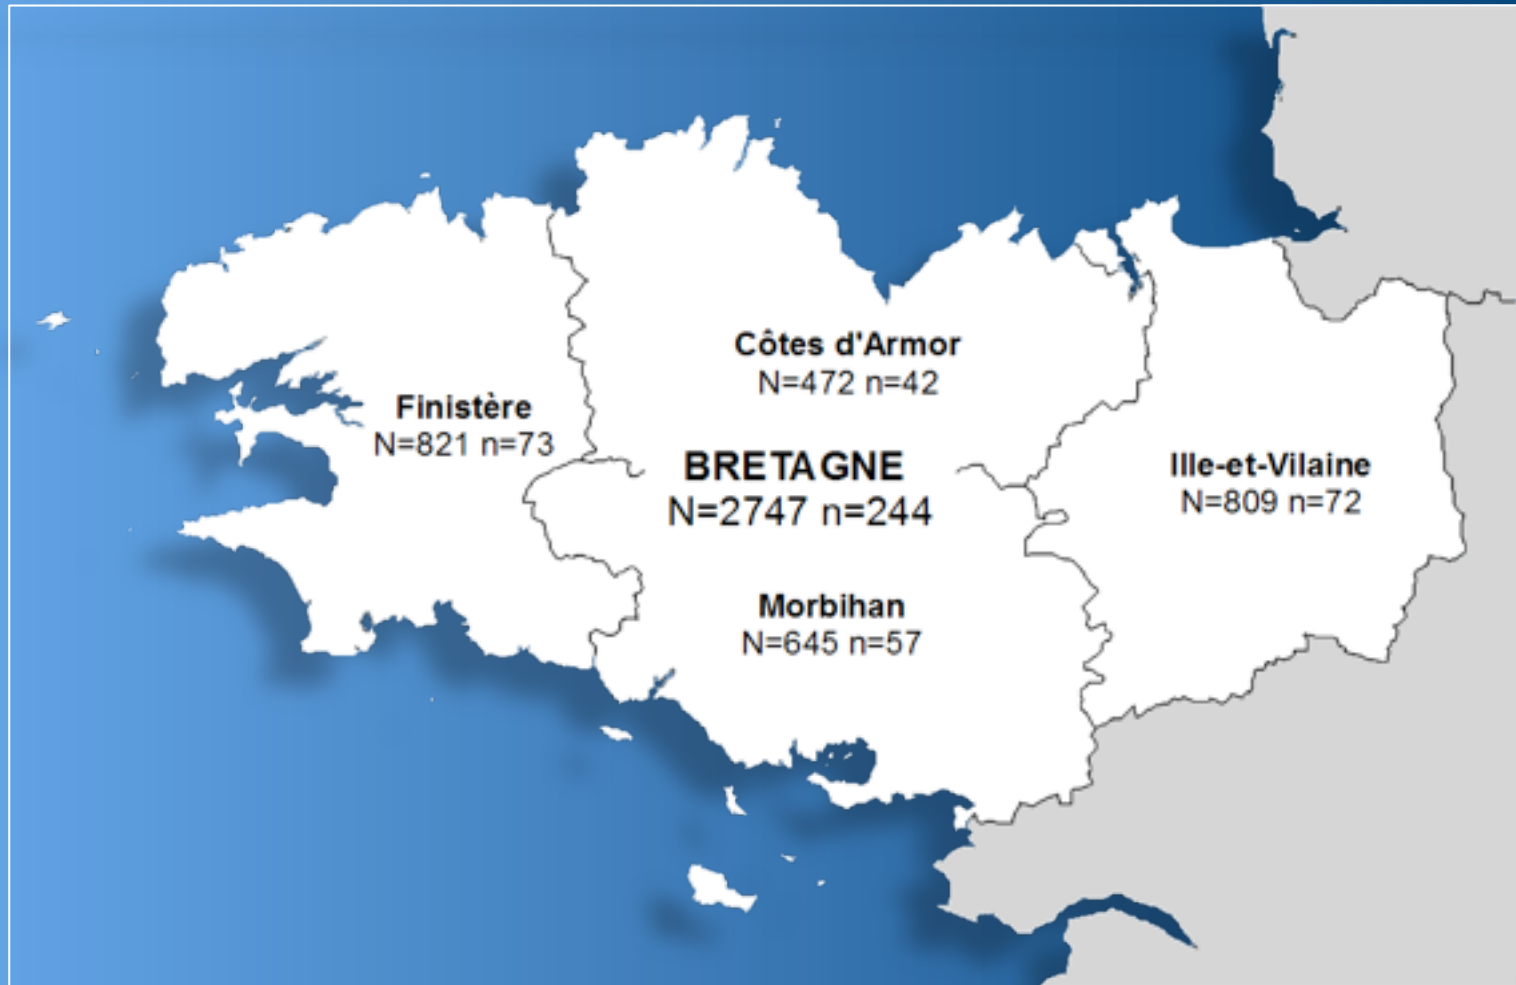 Côtes d'Armor
N=472 n=42
Finistère
N=821 n=73
BRETAGNE
N=2747 n=244
Ille-et-Vilaine
N=809 n=72
Morbihan
N=645 n=57